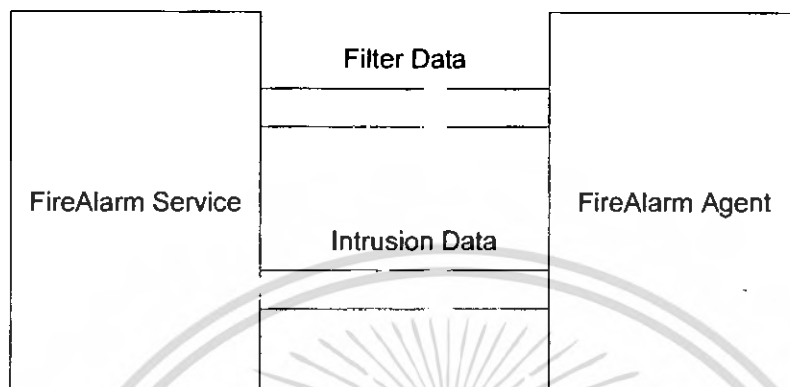 Filter Data
FireAlarm Service
FireAlarm Agent
Intrusion Data